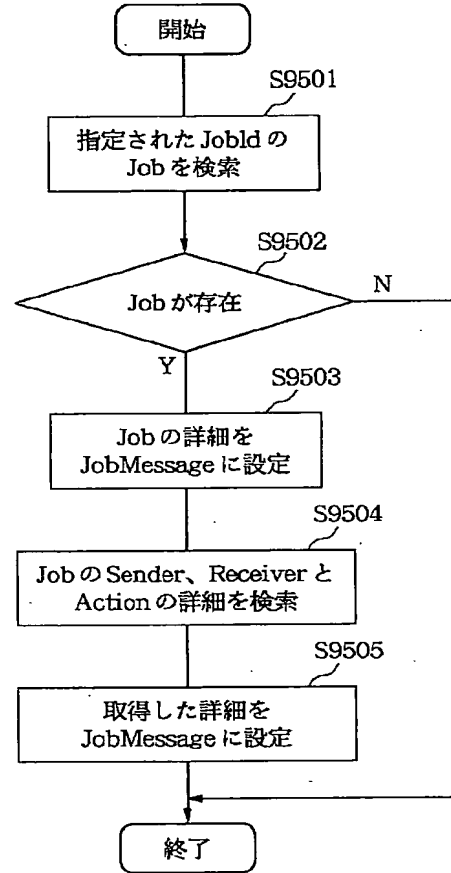 開始
S9501
指定されたJobIdの
Jobを検索
S9502
Jobが存在
N
Y
S9503
Jobの詳細を
JobMessageに設定
S9504
JobのSender、Receiverと
Actionの詳細を検索
S9505
取得した詳細を
JobMessageに設定
終了